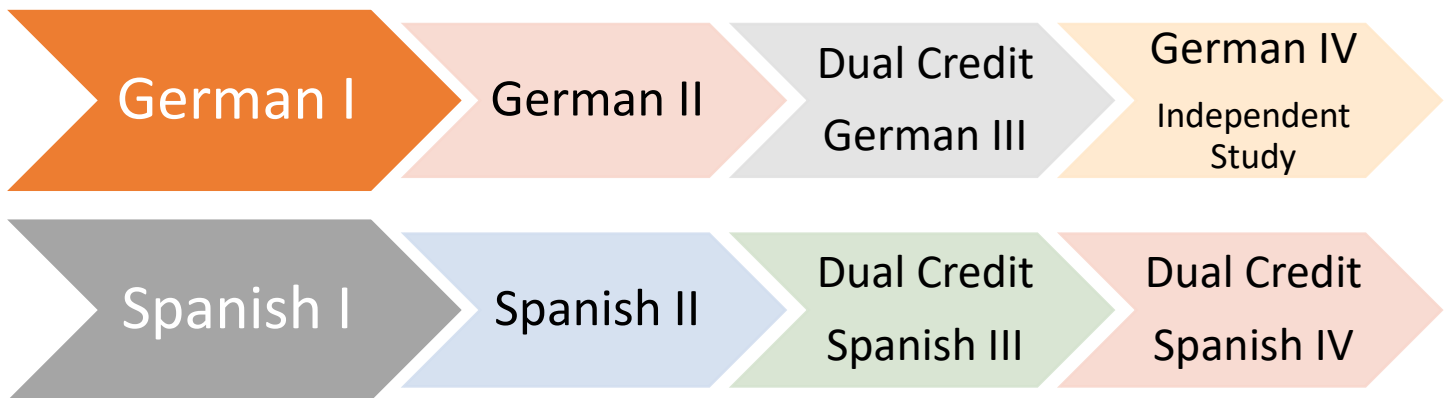 German I
German II
Dual Credit
German III
German IV
Independent
Study
Spanish I
Spanish II
Dual Credit
Spanish III
Dual Credit
Spanish IV